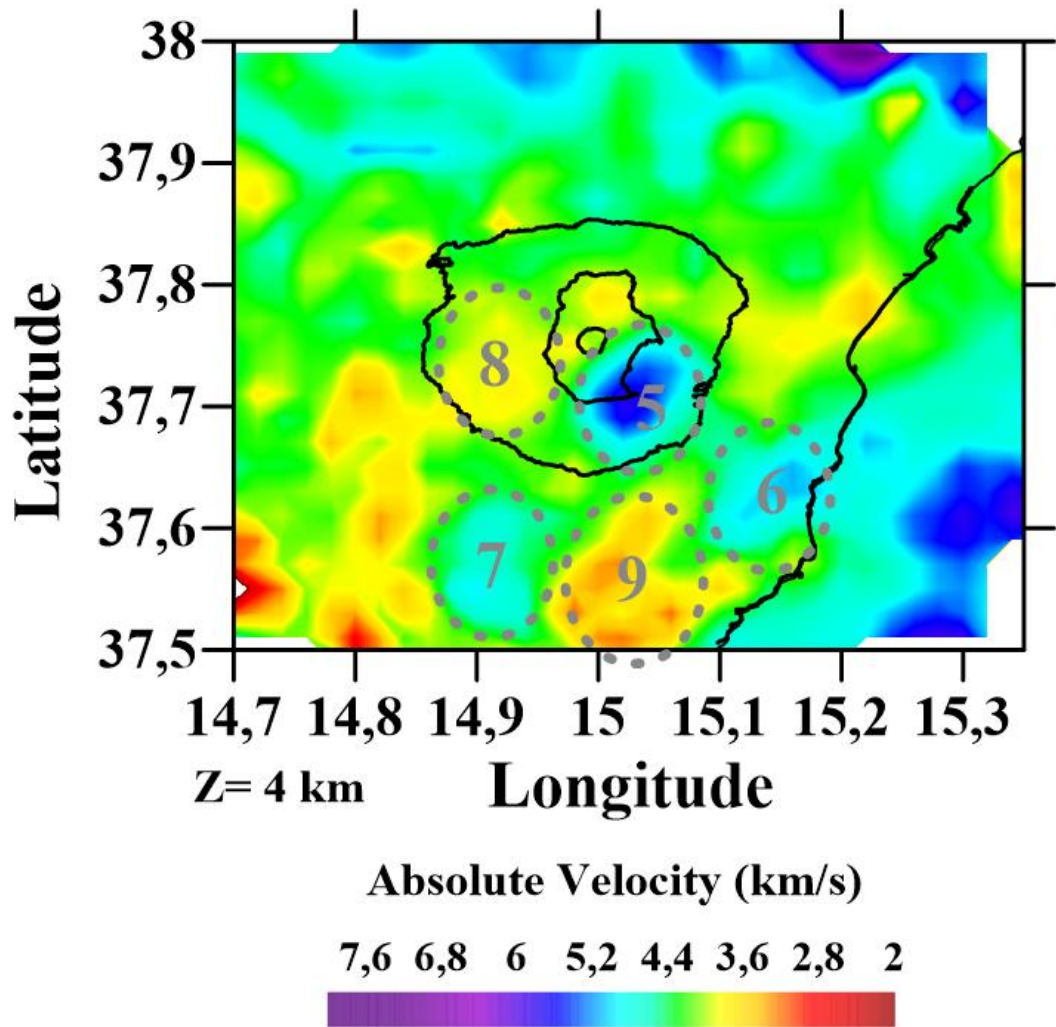 38
37,9
37,8
37,7
37,6
37,5
Latitude
8
5
6
7
9
14,7 14,8 14,9 15 15,1 15,2 15,3
Z= 4 km Longitude
Absolute Velocity (km/s)
7,6 6,8 6 5,2 4,4 3,6 2,8 2